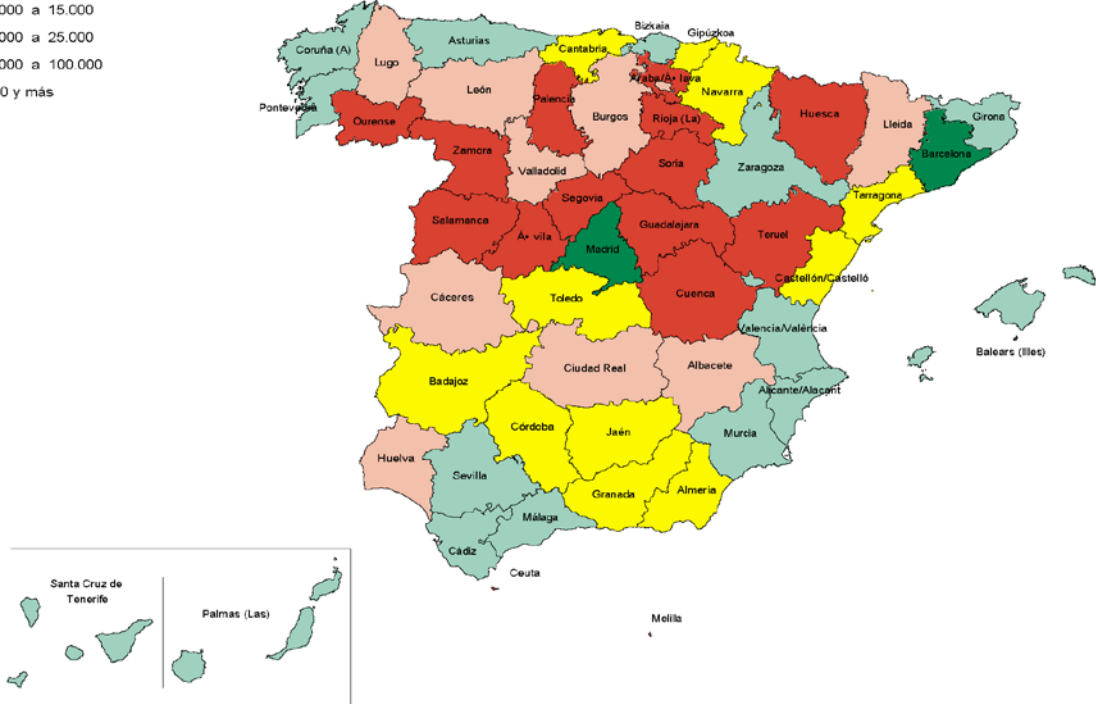 000 a 15.000
000 a 25.000
000 a 100.000
0 y más
Bizkaia
Gipúzkoa
Coruña (A)
Asturias
Cantabria
Lugo
Araba/Á• lava
León
Palencia
Navarra
Pontevedra
Burgos
Huesca
Girona
Ourense
Rioja (La)
Lleida
Zamora
Barcelona
Soria
Zaragoza
Valladolid
Segovia
Tarragona
Salamanca
Guadalajara
Á• vila
Teruel
Madrid
Castellón/Castelló
Cáceres
Toledo
Cuenca
Valencia/València
Balears (Illes)
Ciudad Real
Albacete
Badajoz
Alicante/Alacant
Córdoba
Jaén
Murcia
Huelva
Sevilla
Granada
Almería
Málaga
Cádiz
Ceuta
Santa Cruz de
Tenerife
Palmas (Las)
Melilla